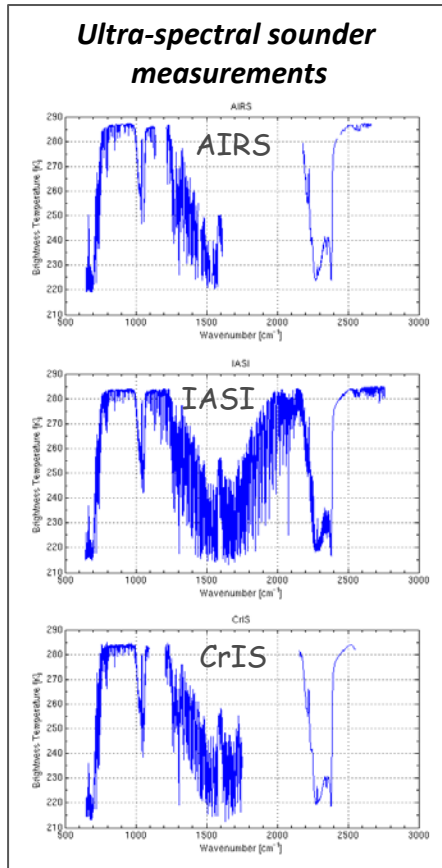 Ultra-spectral sounder
measurements
AIRS
AIRS
290
280
270
260
250
240
230
220
210
Brightness Temperature [K]
500 1000 1500 2000 2500 3000
Wavenumber [cm⁻¹]
IASI
IASI
290
280
270
260
250
240
230
220
210
Brightness Temperature [K]
500 1000 1500 2000 2500 3000
Wavenumber [cm⁻¹]
CrIS
CrIS
290
280
270
260
250
240
230
220
210
Brightness Temperature [K]
500 1000 1500 2000 2500 3000
Wavenumber [cm⁻¹]